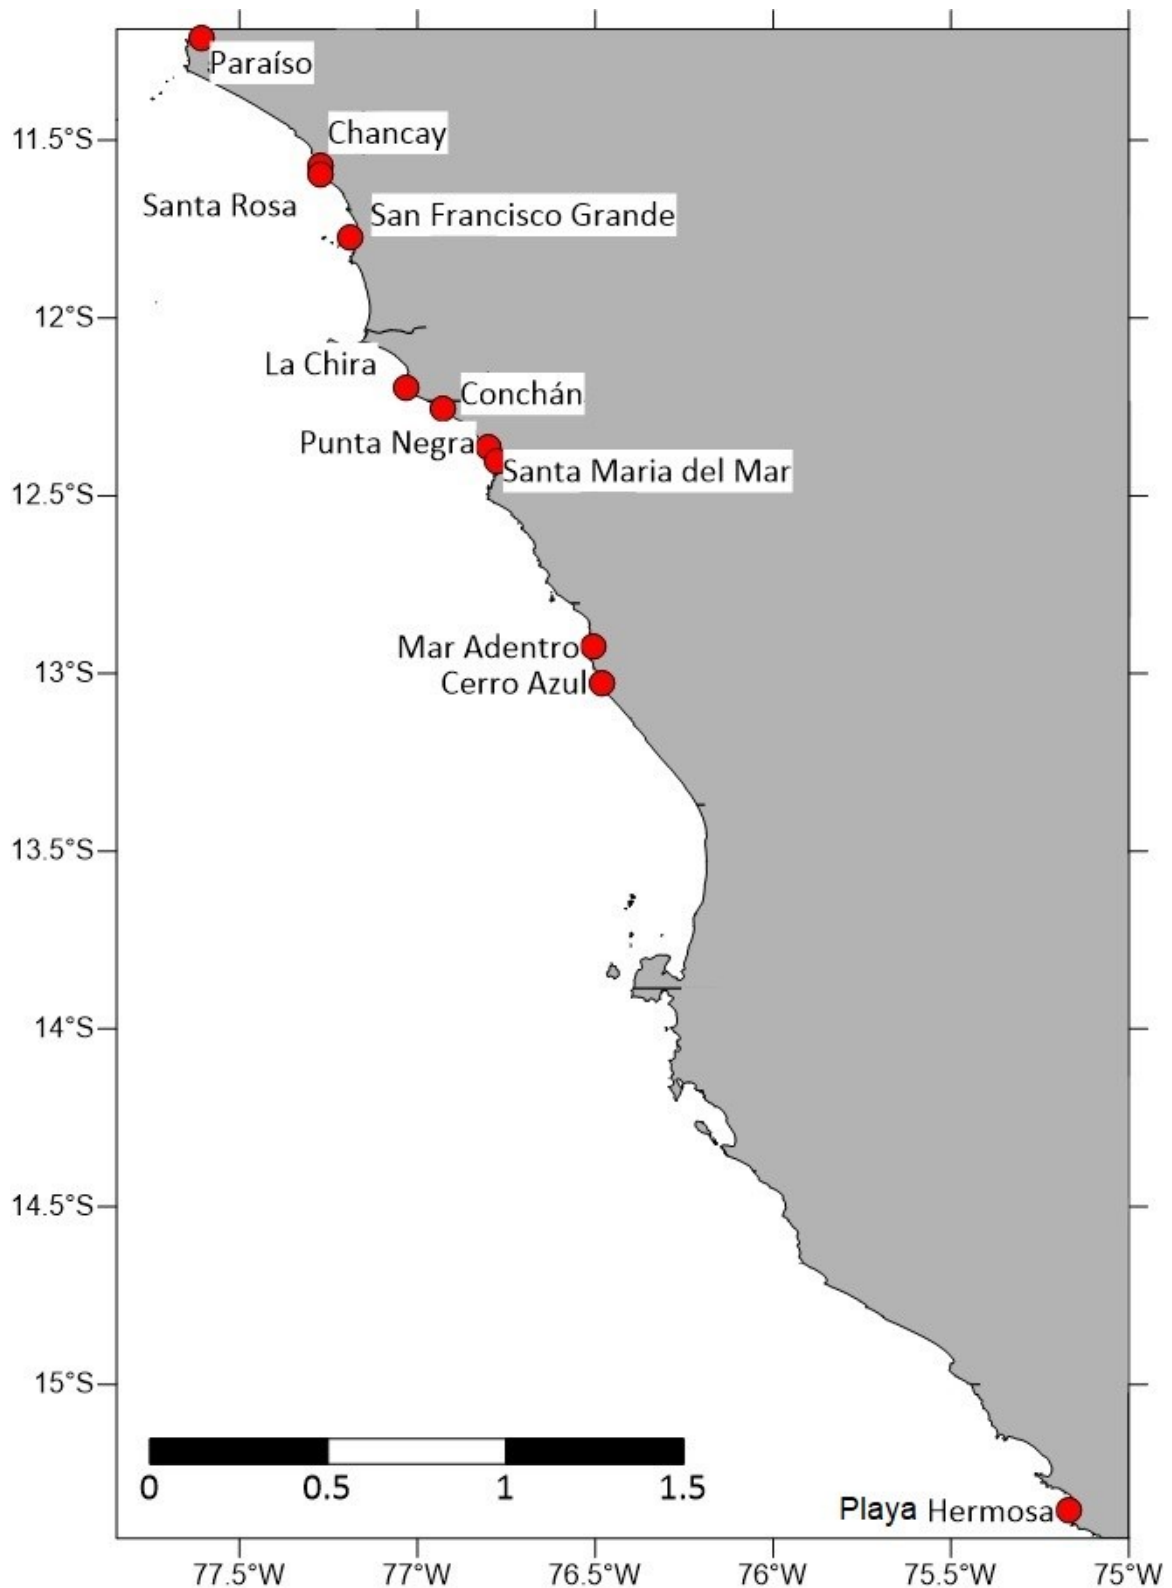 Paraíso
11.5°S
Chancay
Santa Rosa
San Francisco Grande
12°S
La Chira
Conchán
Punta Negra
Santa Maria del Mar
12.5°S
Mar Adentro
13°S
Cerro Azul
13.5°S
14°S
14.5°S
15°S
0 0.5 1 1.5
Playa Hermosa
77.5°W 77°W 76.5°W 76°W 75.5°W 75°W